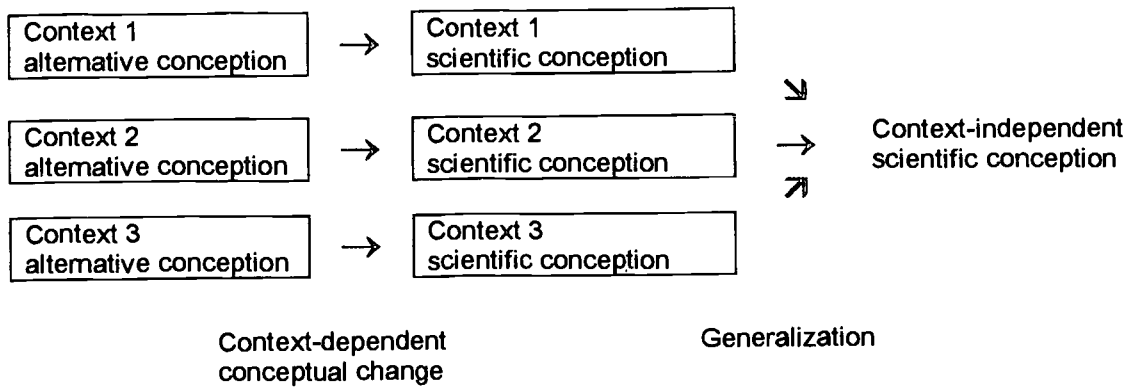 Context 1
alternative conception
→
Context 1
scientific conception
↘
Context 2
alternative conception
→
Context 2
scientific conception
→
Context-independent
scientific conception
↗
Context 3
alternative conception
→
Context 3
scientific conception
Context-dependent
conceptual change
Generalization